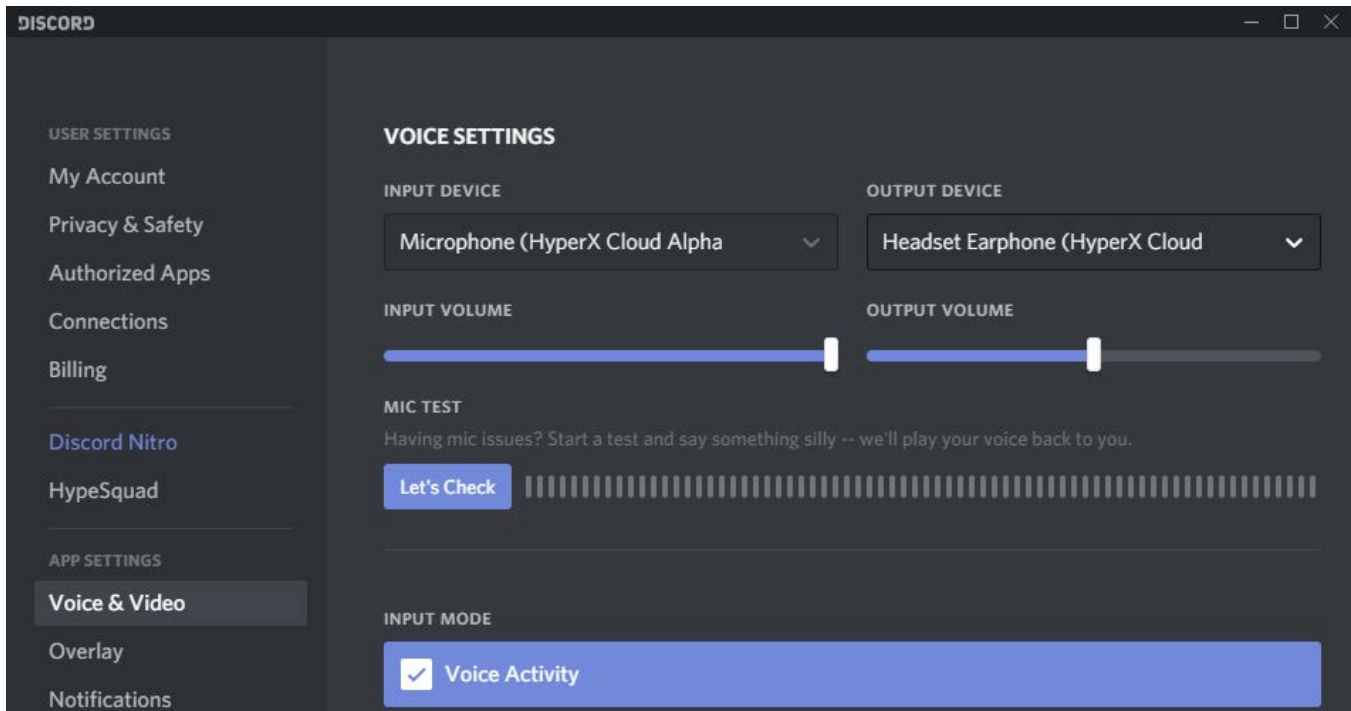 DISCORD
USER SETTINGS
My Account
Privacy & Safety
Authorized Apps
Connections
Billing
Discord Nitro
HypeSquad
APP SETTINGS
Voice & Video
Overlay
Notifications
VOICE SETTINGS
INPUT DEVICE
Microphone (HyperX Cloud Alpha
OUTPUT DEVICE
Headset Earphone (HyperX Cloud
INPUT VOLUME
OUTPUT VOLUME
MIC TEST
Having mic issues? Start a test and say something silly -- we'll play your voice back to you.
Let's Check
INPUT MODE
Voice Activity